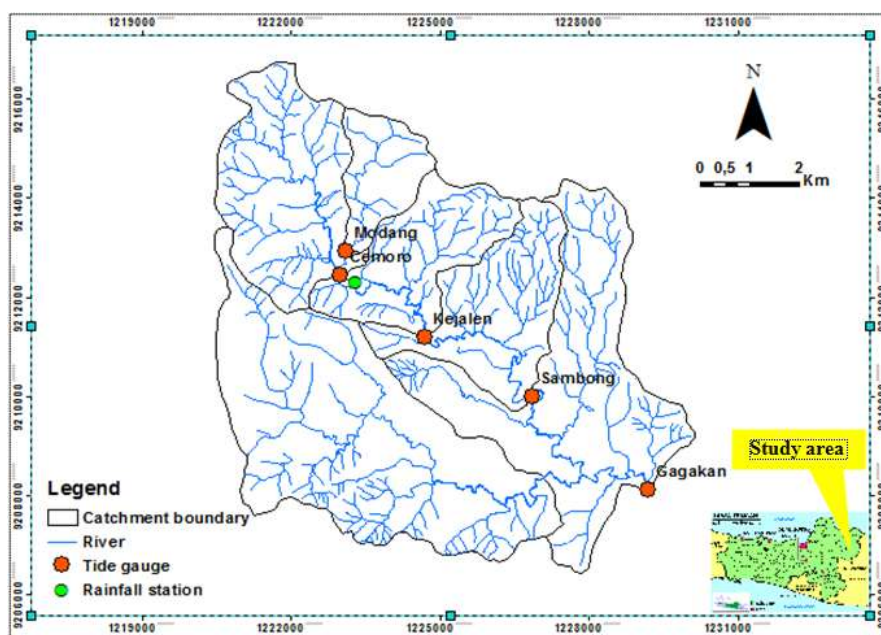 1219000 1222000 1225000 1228000 1231000
9216000
9214000
9212000
9210000
9208000
9206000
N
0 0,5 1 2
Km
Modang
Cemoro
Kejalen
Sambong
Gagakan
Study area
Legend
Catchment boundary
River
Tide gauge
Rainfall station
1219000 1222000 1225000 1228000 1231000